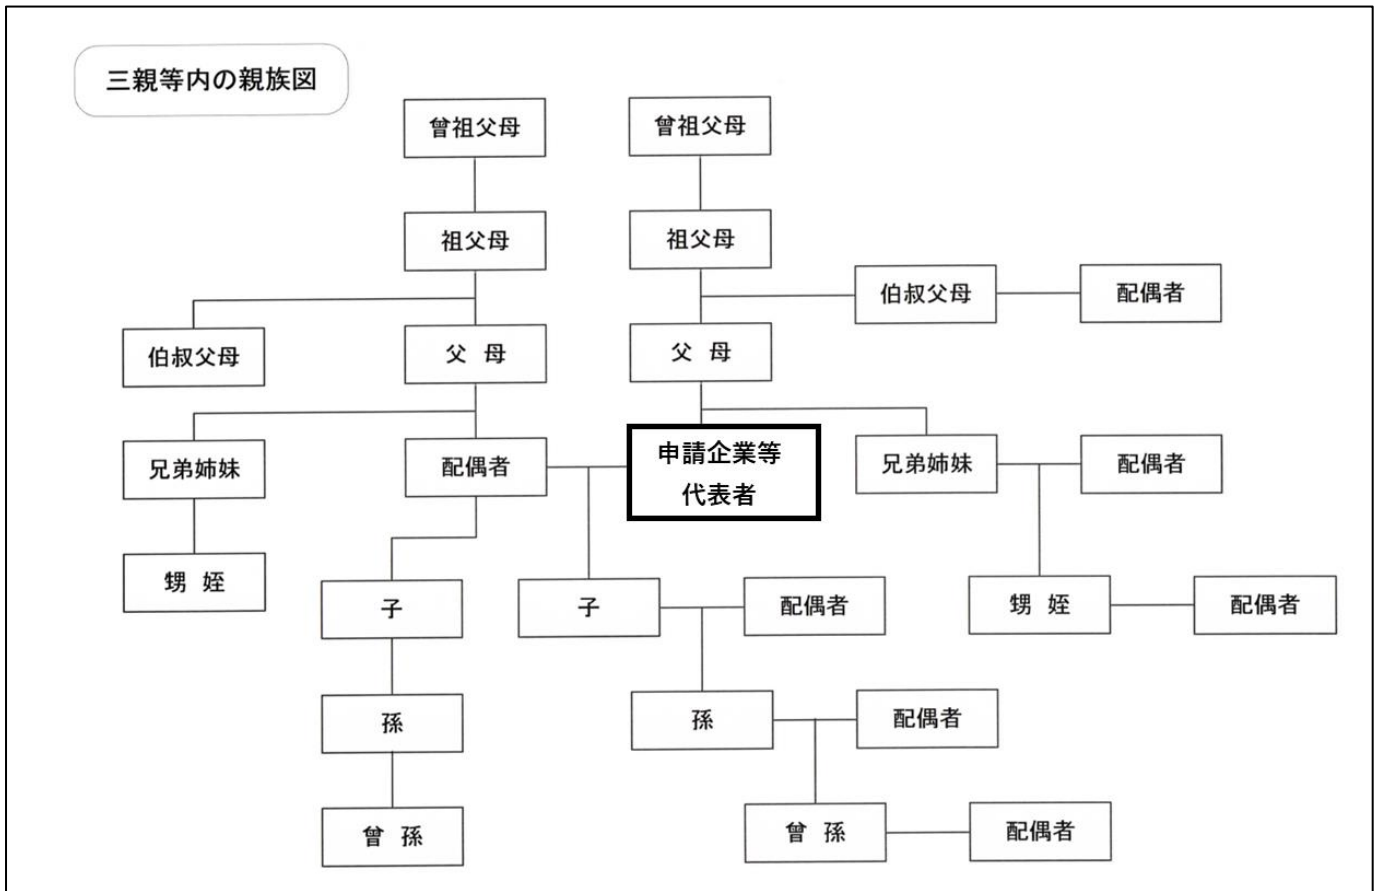 三親等内の親族図
曾祖父母
曾祖父母
祖父母
祖父母
伯叔父母
配偶者
伯叔父母
父 母
父 母
兄弟姉妹
配偶者
申請企業等
代表者
兄弟姉妹
配偶者
甥 姪
子
子
配偶者
甥 姪
配偶者
孫
孫
配偶者
曾 孫
曾 孫
配偶者